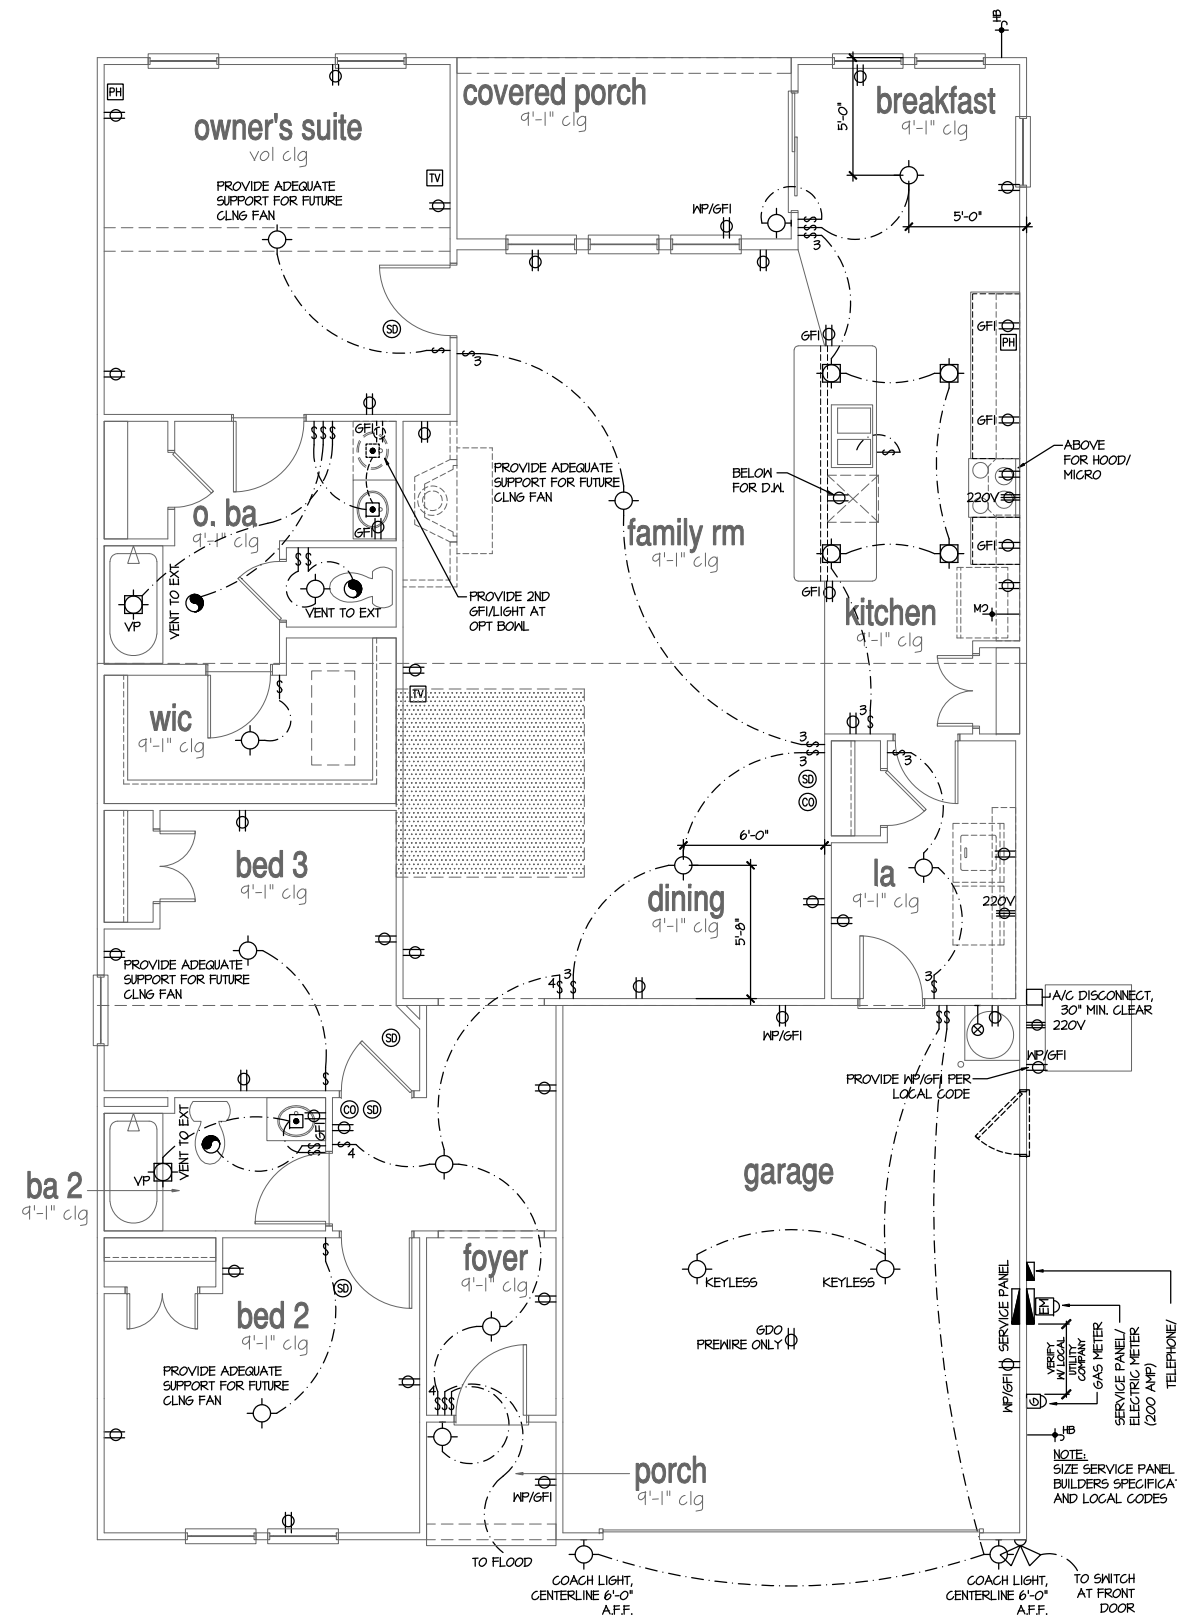 HB
covered porch
9'-1" clg
breakfast
9'-1" clg
5'-0"
PH
owner's suite
vol clg
TV
PROVIDE ADEQUATE
SUPPORT FOR FUTURE
CLNG FAN
WP/GFI
5'-0"
3
SD
3
GFI
GFI
PH
GFI
GFI
PROVIDE ADEQUATE
SUPPORT FOR FUTURE
CLNG FAN
BELOW
FOR D.W.
ABOVE
FOR HOOD/
MICRO
220V
o. ba
9'-1" clg
GFI
family rm
9'-1" clg
GFI
VENT TO EXT
VP
VENT TO EXT
PROVIDE 2ND
GFI/LIGHT AT
OPT BOWL
GFI
kitchen
9'-1" clg
TV
wic
9'-1" clg
3
3
3
3
SD
CO
6'-0"
bed 3
9'-1" clg
la
9'-1" clg
dining
9'-1" clg
220V
5'-8"
PROVIDE ADEQUATE
SUPPORT FOR FUTURE
CLNG FAN
4
3
3
A/C DISCONNECT,
30" MIN. CLEAR
220V
WP/GFI
SD
WP/GFI
PROVIDE WP/GFI PER
LOCAL CODE
VENT TO EXT
GFI
CO
SD
4
VP
ba 2
9'-1" clg
garage
foyer
9'-1" clg
KEYLESS
KEYLESS
SD
bed 2
9'-1" clg
GDO
PREWIRE ONLY
SERVICE PANEL
EM
VERIFY
W/ LOCAL
UTILITY
COMPANY
GAS METER
SERVICE PANEL/
ELECTRIC METER
(200 AMP)
TELEPHONE/
PROVIDE ADEQUATE
SUPPORT FOR FUTURE
CLNG FAN
4
WP/GFI
G
HB
NOTE:
SIZE SERVICE PANEL
BUILDERS SPECIFICA
AND LOCAL CODES
porch
9'-1" clg
WP/GFI
TO FLOOD
COACH LIGHT,
CENTERLINE 6'-0"
A.F.F.
COACH LIGHT,
CENTERLINE 6'-0"
A.F.F.
TO SWITCH
AT FRONT
DOOR